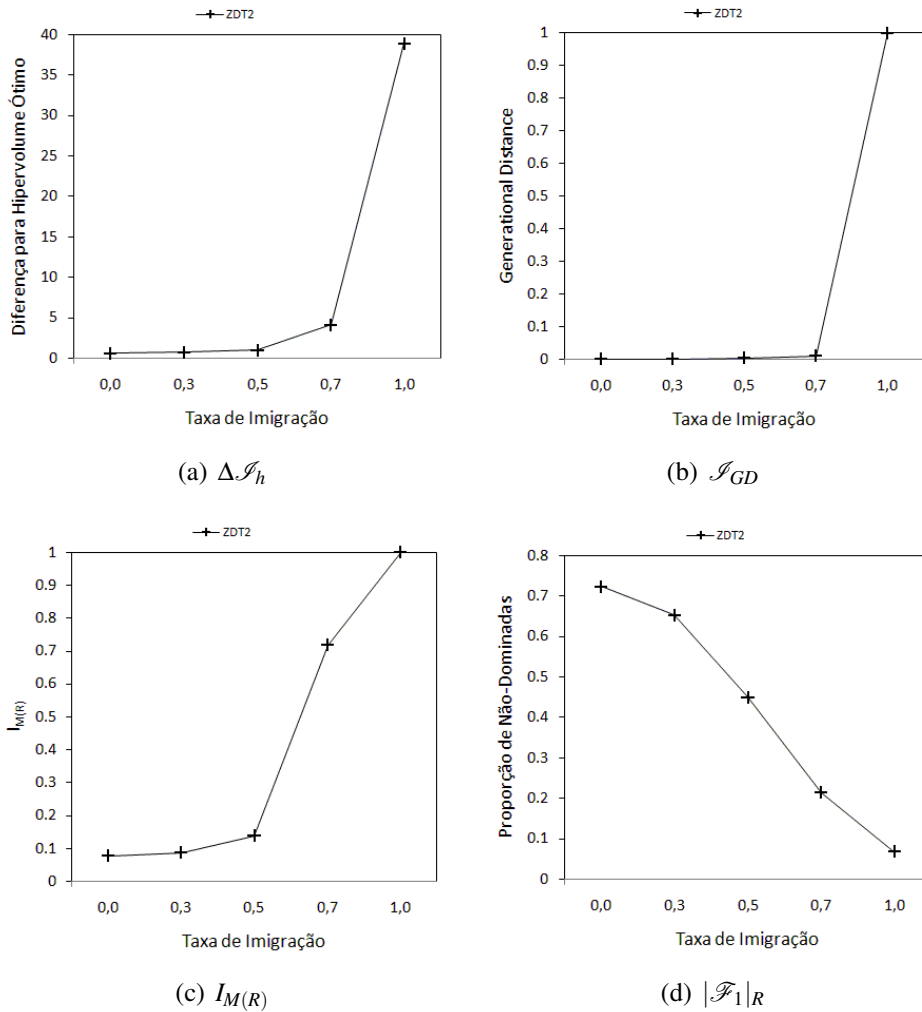 ZDT2
Diferença para Hipervolume Ótimo
40
35
30
25
20
15
10
5
0
0,0 0,3 0,5 0,7 1,0
Taxa de Imigração
(a) Δℐ_h
ZDT2
Generational Distance
1
0.9
0.8
0.7
0.6
0.5
0.4
0.3
0.2
0.1
0
0,0 0,3 0,5 0,7 1,0
Taxa de Imigração
(b) ℐ_GD
ZDT2
I_M(R)
1
0.9
0.8
0.7
0.6
0.5
0.4
0.3
0.2
0.1
0
0,0 0,3 0,5 0,7 1,0
Taxa de Imigração
(c) I_M(R)
ZDT2
Proporção de Não-Dominadas
0.8
0.7
0.6
0.5
0.4
0.3
0.2
0.1
0
0,0 0,3 0,5 0,7 1,0
Taxa de Imigração
(d) |ℱ_1|_R